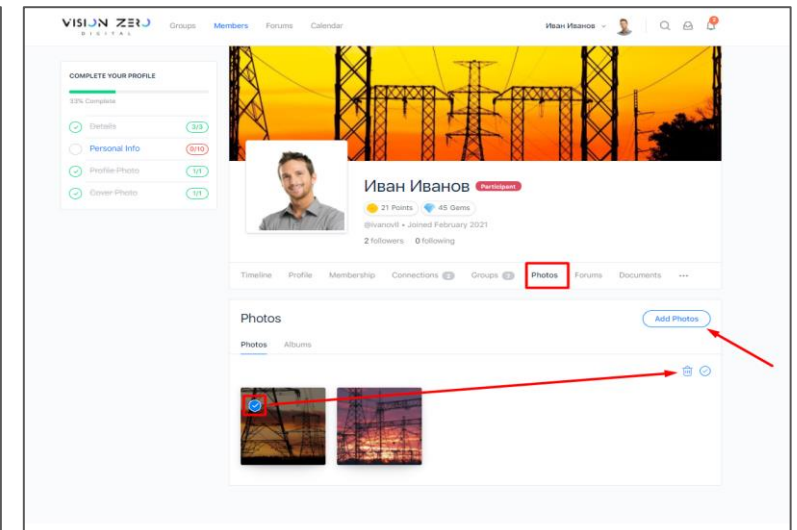 VISION ZERO Groups Members Forums Calendar Иван Иванов
DIGITAL
COMPLETE YOUR PROFILE
33% Complete
Details 3/3
Personal Info 0/10
Profile Photo 1/1
Cover Photo 1/1
Иван Иванов Participant
21 Points 45 Gems
@ivanovii • Joined February 2021
2 followers 0 following
Timeline Profile Membership Connections 2 Groups Photos Forums Documents •••
Photos Add Photos
Photos Albums